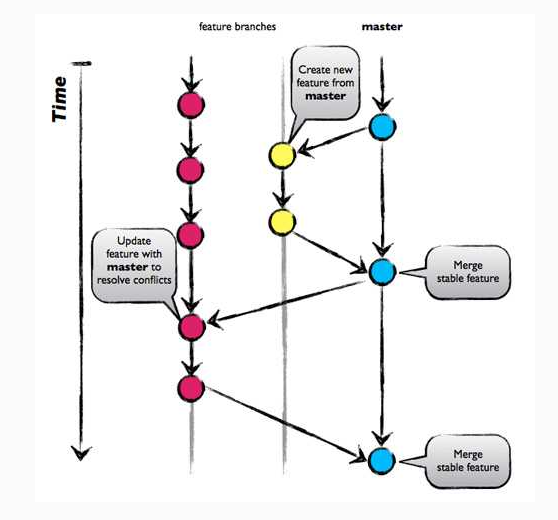 feature branches
master
Time
Create new
feature from
master
Update
feature with
master to
resolve conflicts
Merge
stable feature
Merge
stable feature